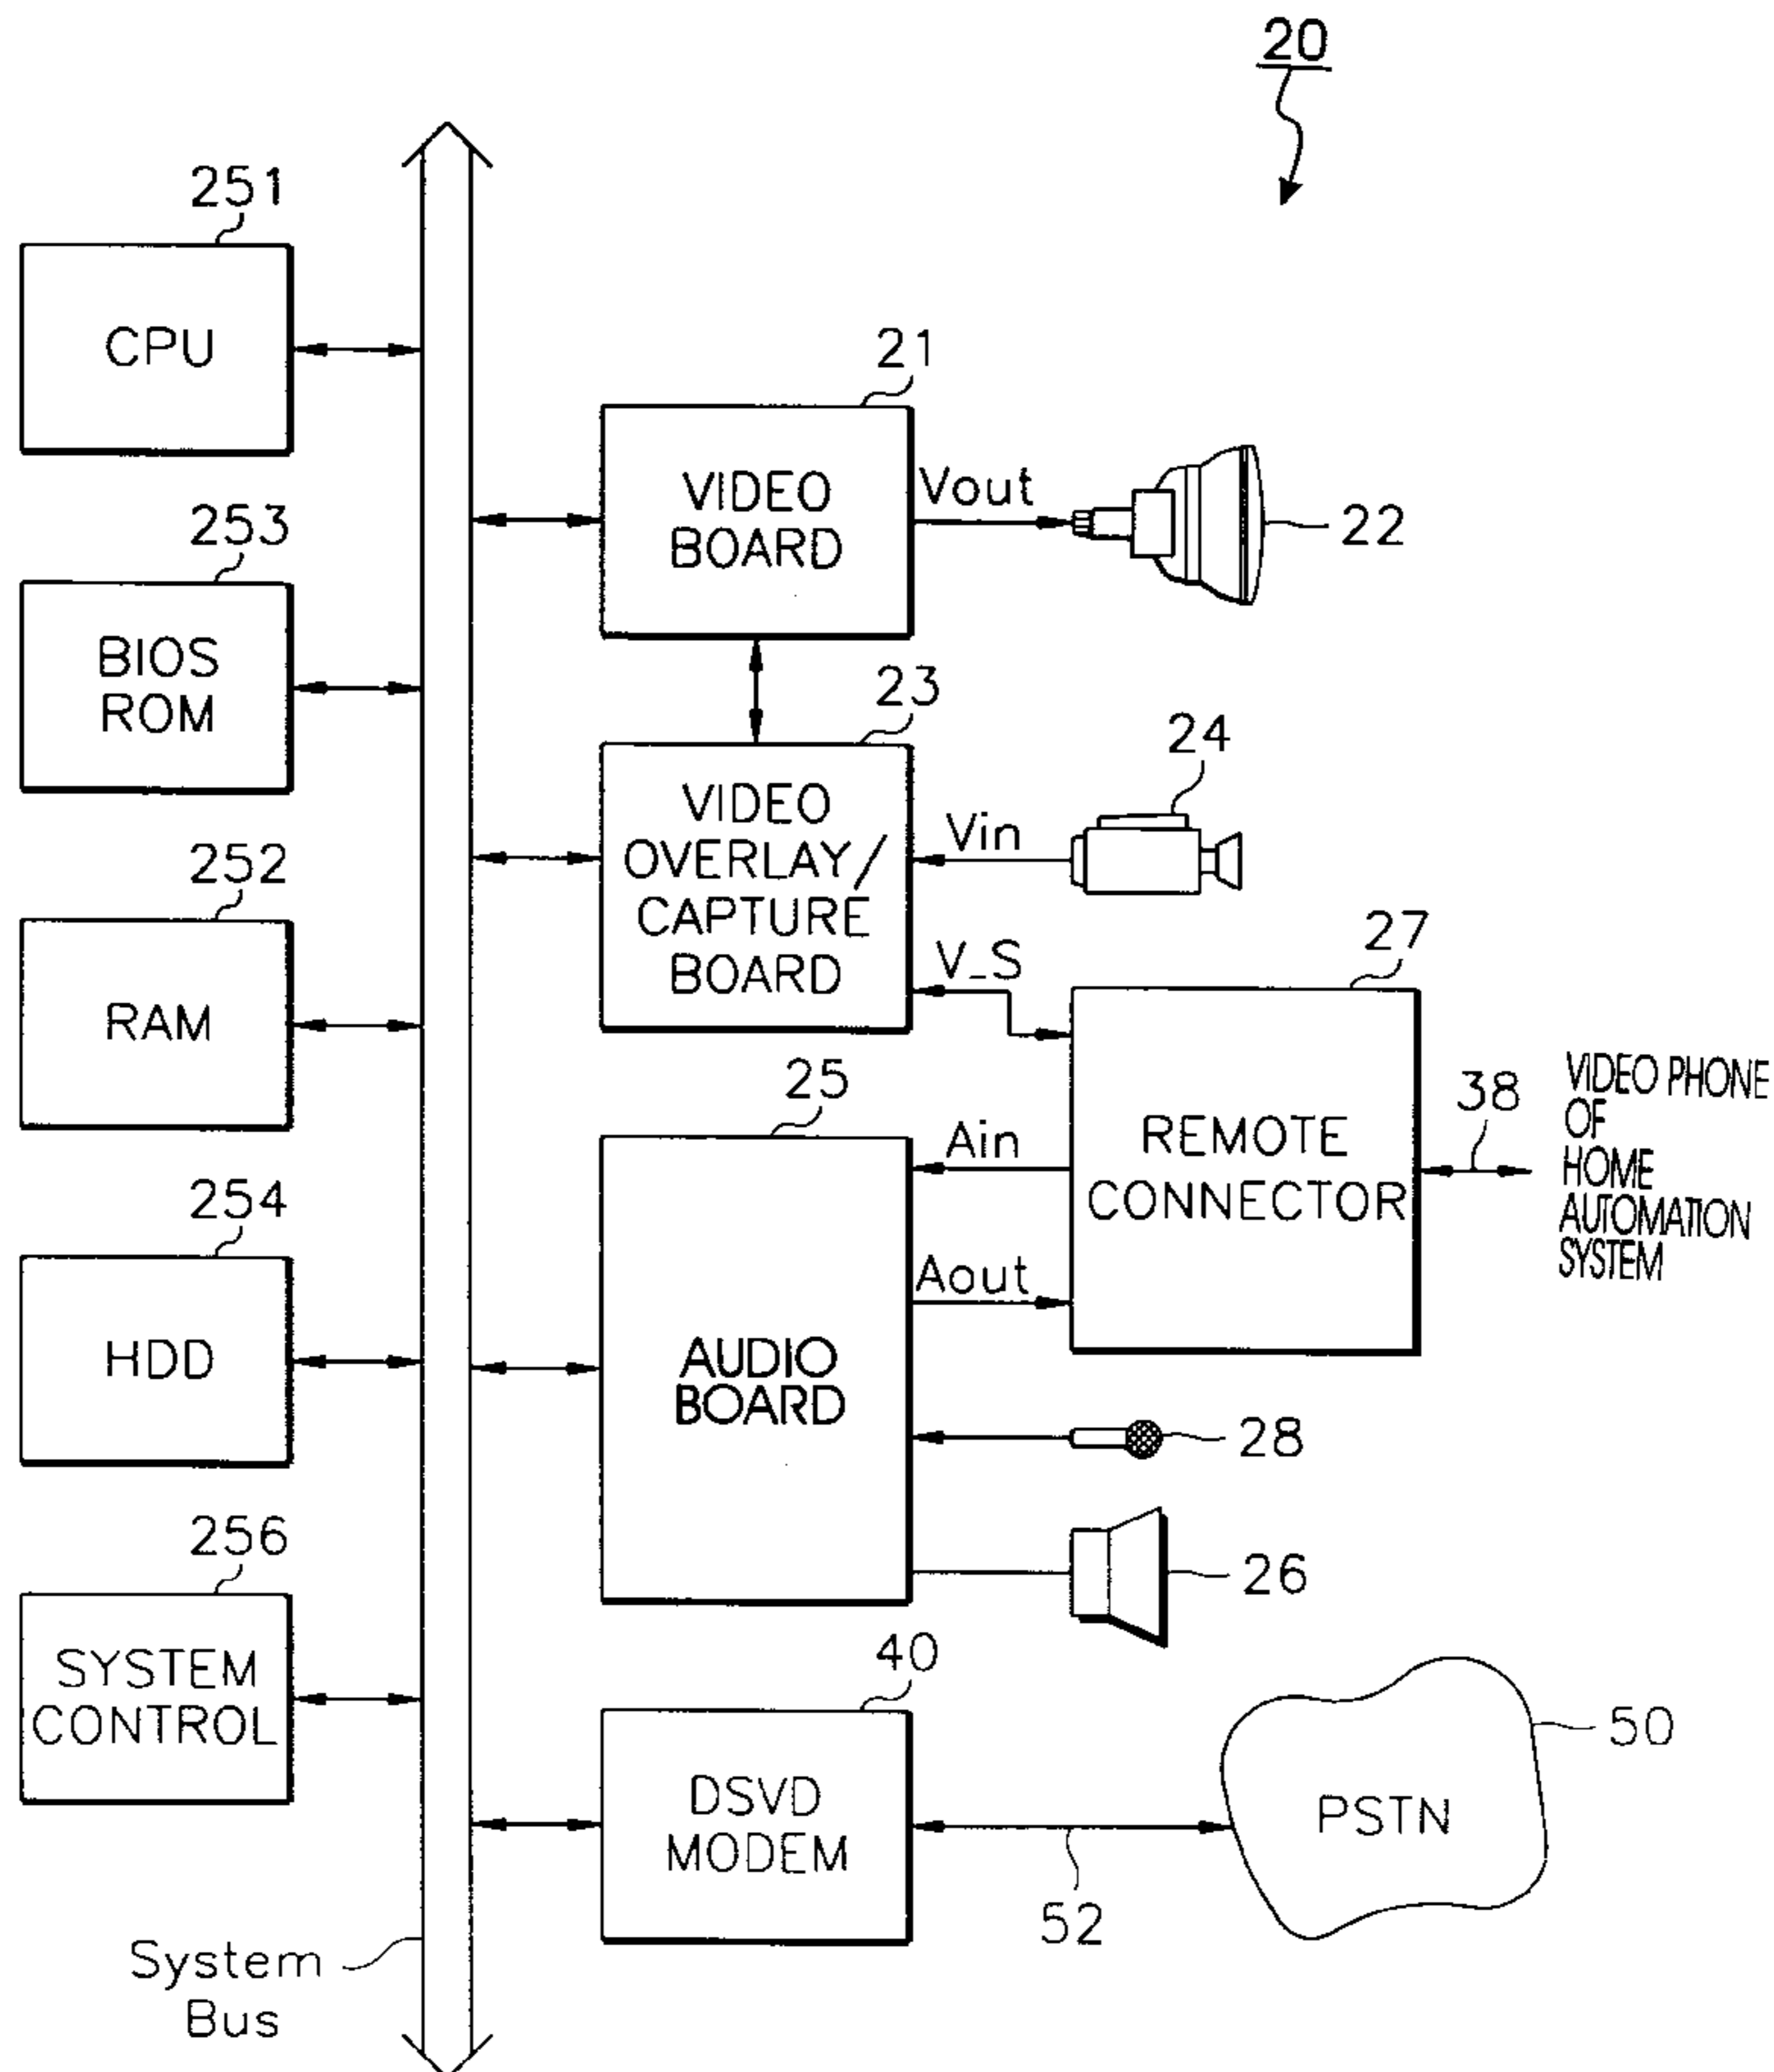 20
251
CPU
21
VIDEO
BOARD
Vout
22
253
BIOS
ROM
23
VIDEO
OVERLAY/
CAPTURE
BOARD
Vin
24
V_S
252
RAM
27
REMOTE
CONNECTOR
38
VIDEO PHONE
OF
HOME
AUTOMATION
SYSTEM
25
Ain
Aout
AUDIO
BOARD
254
HDD
28
26
256
SYSTEM
CONTROL
40
DSVD
MODEM
52
PSTN
50
System
Bus